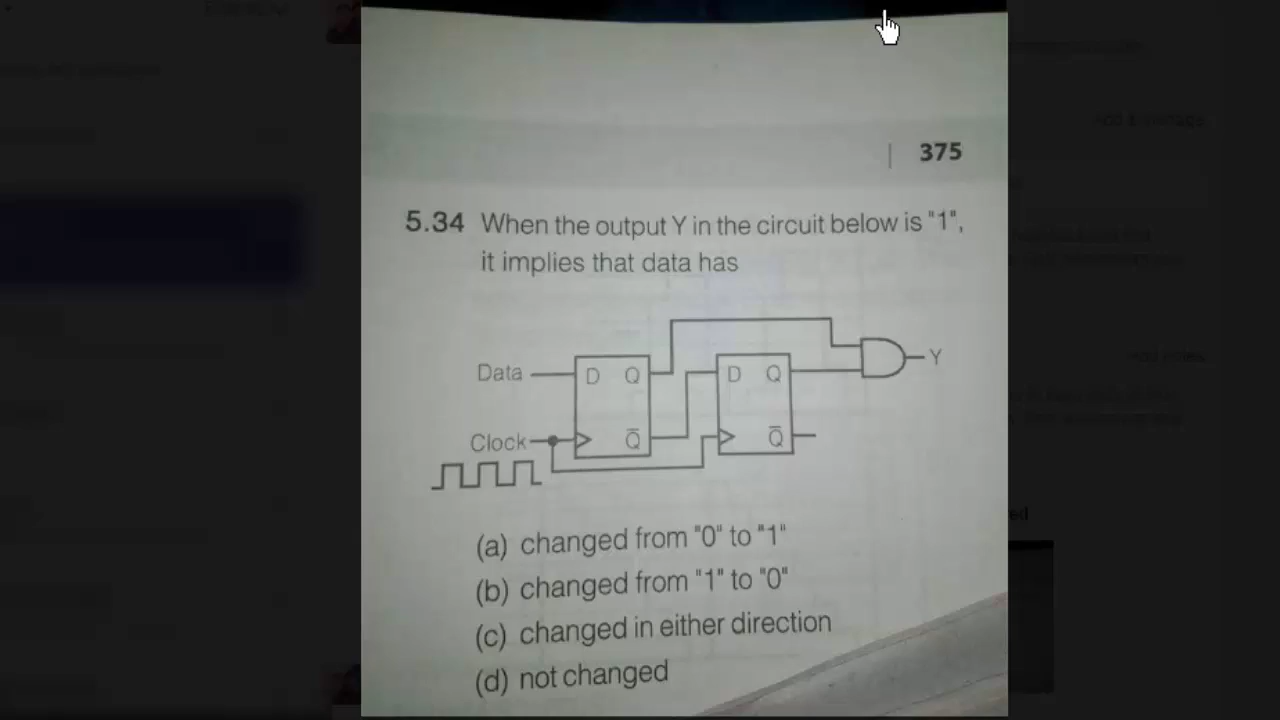 375
5.34 When the output Y in the circuit below is "1",
it implies that data has
Data D Q D Q Y
Clock Q̅ Q̅
(a) changed from "0" to "1"
(b) changed from "1" to "0"
(c) changed in either direction
(d) not changed